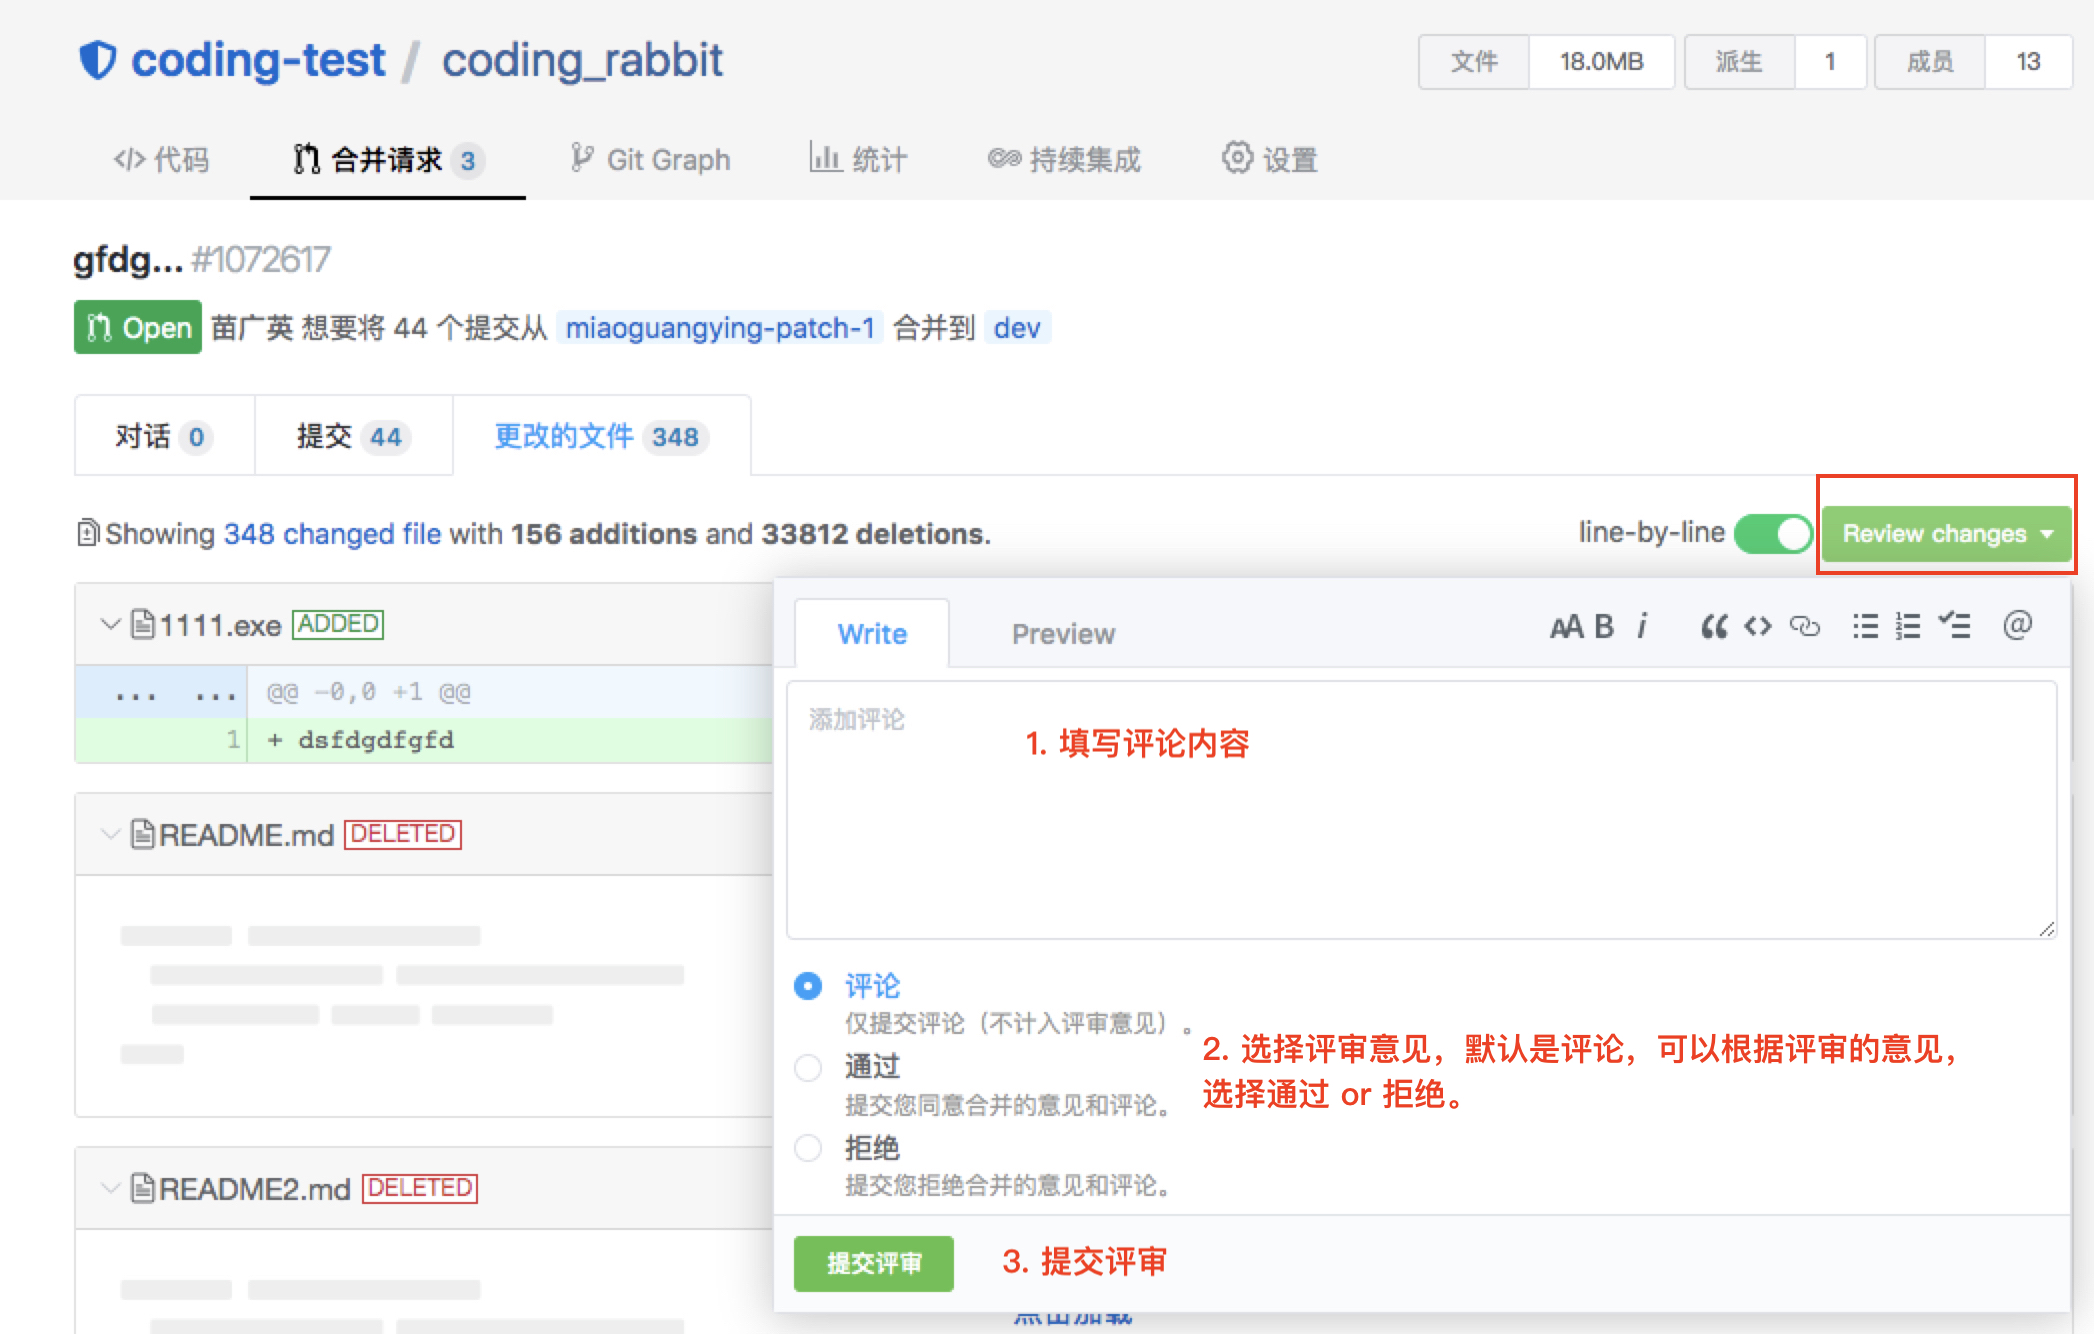 coding-test / coding_rabbit
文件 18.0MB 派生 1 成员 13
</> 代码 合并请求 3 Git Graph 统计 持续集成 设置
gfdg... #1072617
Open 苗广英 想要将 44 个提交从 miaoguangying-patch-1 合并到 dev
对话 0 提交 44 更改的文件 348
Showing 348 changed file with 156 additions and 33812 deletions.
line-by-line Review changes
1111.exe ADDED
... ... @@ -0,0 +1 @@
1 + dsfdgdfgfd
README.md DELETED
README2.md DELETED
Write Preview AA B i “ <> @
添加评论
1. 填写评论内容
评论
仅提交评论（不计入评审意见）。
通过
提交您同意合并的意见和评论。
拒绝
提交您拒绝合并的意见和评论。
2. 选择评审意见，默认是评论，可以根据评审的意见，
选择通过 or 拒绝。
提交评审
3. 提交评审
点击加载